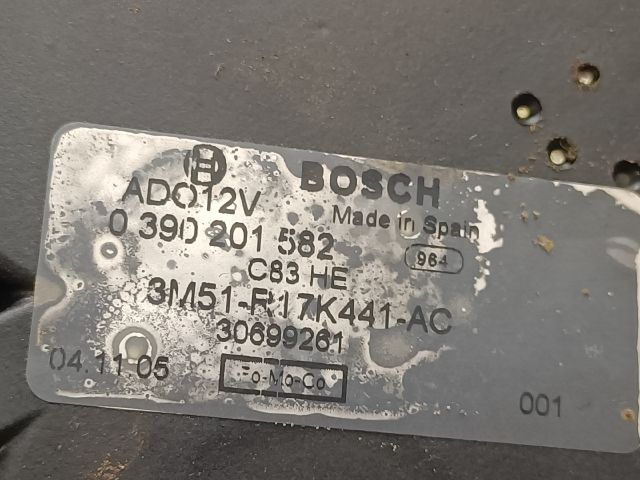 BOSCH
ADO12V
Made in Spain
0 390 201 582
964
C83 HE
3M51-R17K441-AC
30699261
04.11 05
Fo-Mo-Co
001